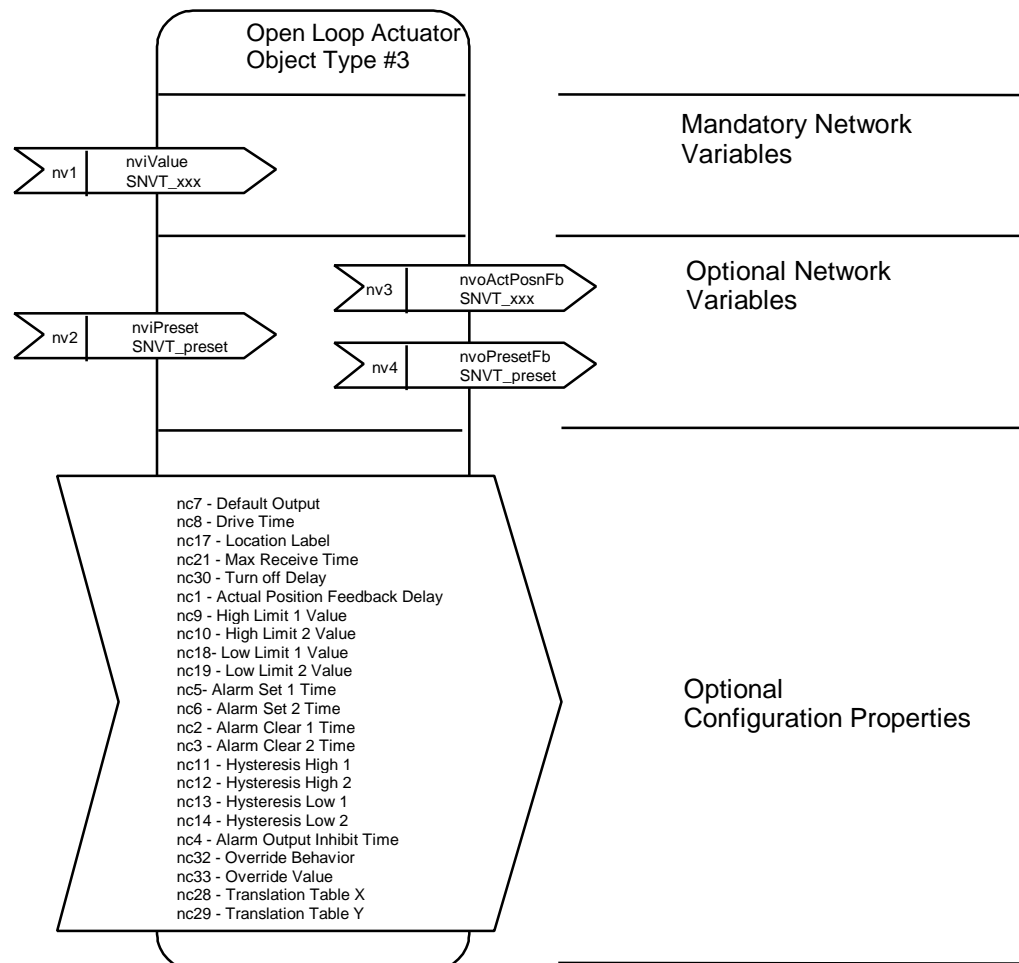 Open Loop Actuator
Object Type #3
Mandatory Network
Variables
nv1
nviValue
SNVT_xxx
Optional Network
Variables
nv3
nvoActPosnFb
SNVT_xxx
nv2
nviPreset
SNVT_preset
nv4
nvoPresetFb
SNVT_preset
nc7 - Default Output
nc8 - Drive Time
nc17 - Location Label
nc21 - Max Receive Time
nc30 - Turn off Delay
nc1 - Actual Position Feedback Delay
nc9 - High Limit 1 Value
nc10 - High Limit 2 Value
nc18- Low Limit 1 Value
nc19 - Low Limit 2 Value
nc5- Alarm Set 1 Time
nc6 - Alarm Set 2 Time
nc2 - Alarm Clear 1 Time
nc3 - Alarm Clear 2 Time
nc11 - Hysteresis High 1
nc12 - Hysteresis High 2
nc13 - Hysteresis Low 1
nc14 - Hysteresis Low 2
nc4 - Alarm Output Inhibit Time
nc32 - Override Behavior
nc33 - Override Value
nc28 - Translation Table X
nc29 - Translation Table Y
Optional
Configuration Properties